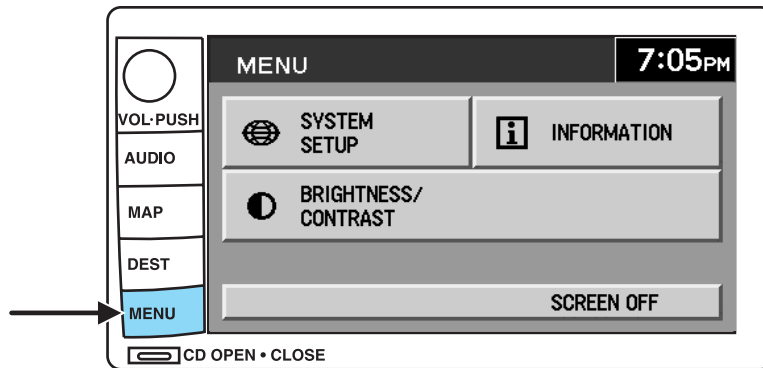 MENU
7:05PM
VOL·PUSH
AUDIO
MAP
DEST
MENU
SYSTEM
SETUP
i INFORMATION
BRIGHTNESS/
CONTRAST
SCREEN OFF
CD OPEN • CLOSE